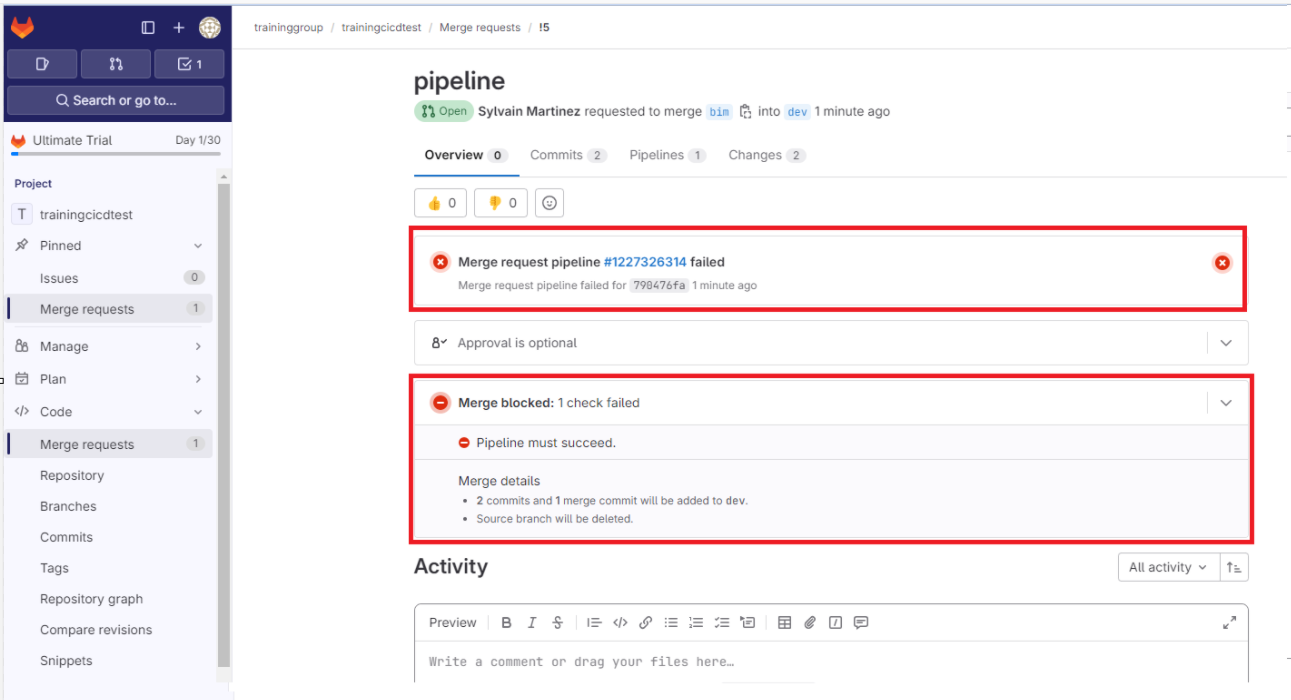 traininggroup / trainingcicdtest / Merge requests / !5
1
Search or go to...
Ultimate Trial Day 1/30
Project
T trainingcicdtest
Pinned
Issues 0
Merge requests 1
Manage
Plan
Code
Merge requests 1
Repository
Branches
Commits
Tags
Repository graph
Compare revisions
Snippets
pipeline
Open Sylvain Martinez requested to merge bim into dev 1 minute ago
Overview 0 Commits 2 Pipelines 1 Changes 2
0 0
Merge request pipeline #1227326314 failed
Merge request pipeline failed for 790476fa 1 minute ago
Approval is optional
Merge blocked: 1 check failed
Pipeline must succeed.
Merge details
• 2 commits and 1 merge commit will be added to dev.
• Source branch will be deleted.
Activity
All activity
Preview B I S
Write a comment or drag your files here…